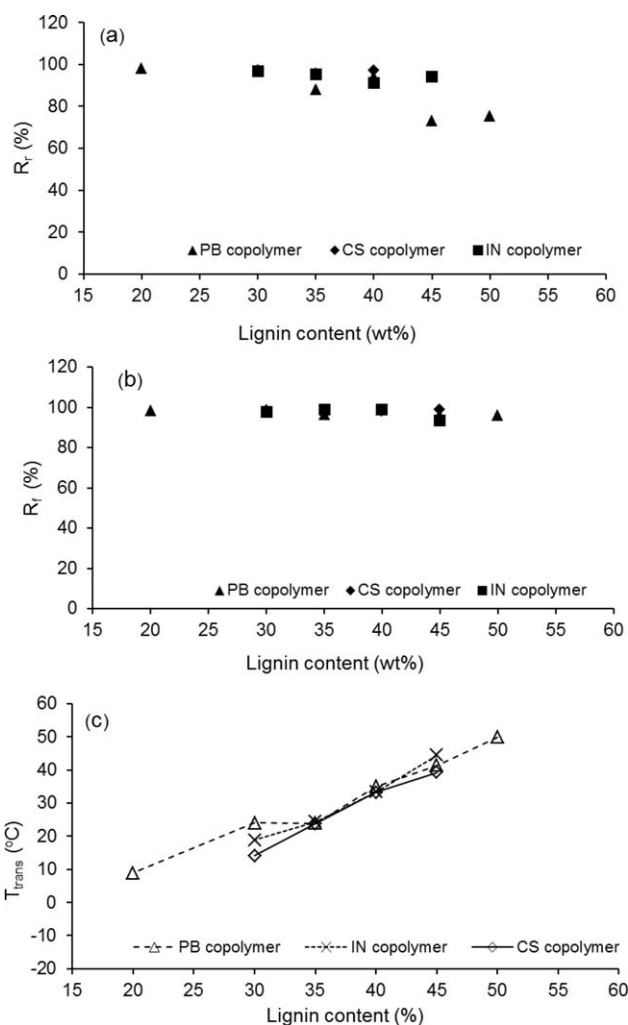 (a)
120
100
80
60
40
20
0
Rr (%)
PB copolymer CS copolymer IN copolymer
15 20 25 30 35 40 45 50 55 60
Lignin content (wt%)
(b)
120
100
80
60
40
20
0
Rf (%)
PB copolymer CS copolymer IN copolymer
15 20 25 30 35 40 45 50 55 60
Lignin content (wt%)
(c)
60
50
40
30
20
10
0
-10
-20
Ttrans (°C)
PB copolymer IN copolymer CS copolymer
15 20 25 30 35 40 45 50 55 60
Lignin content (%)